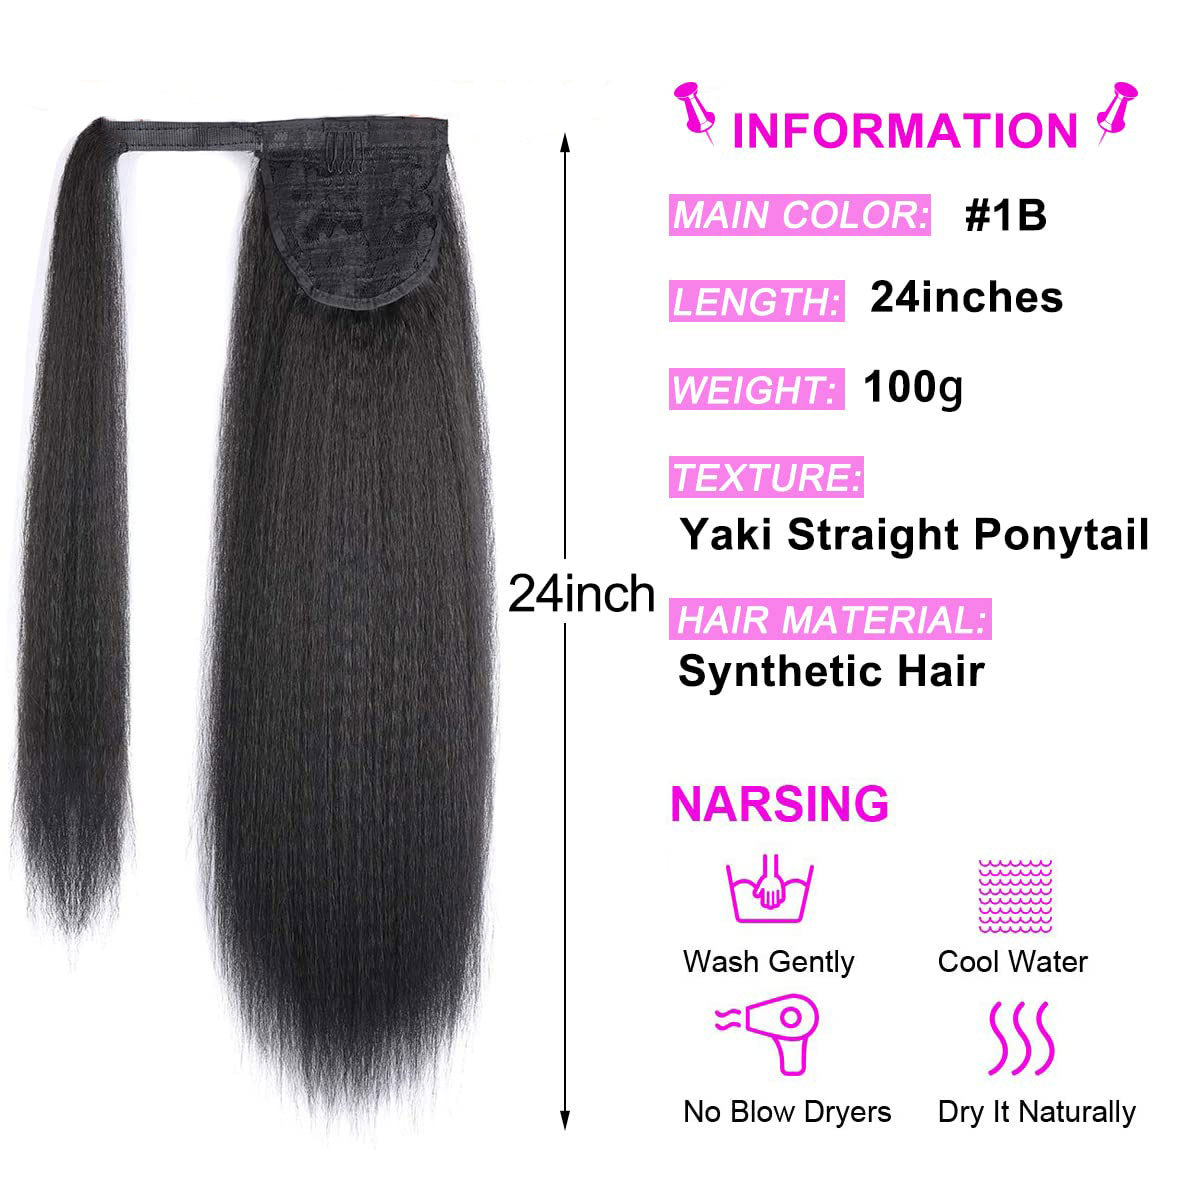 INFORMATION
MAIN COLOR: #1B
LENGTH: 24inches
WEIGHT: 100g
TEXTURE:
Yaki Straight Ponytail
24inch
HAIR MATERIAL:
Synthetic Hair
NARSING
Wash Gently
Cool Water
No Blow Dryers
Dry It Naturally